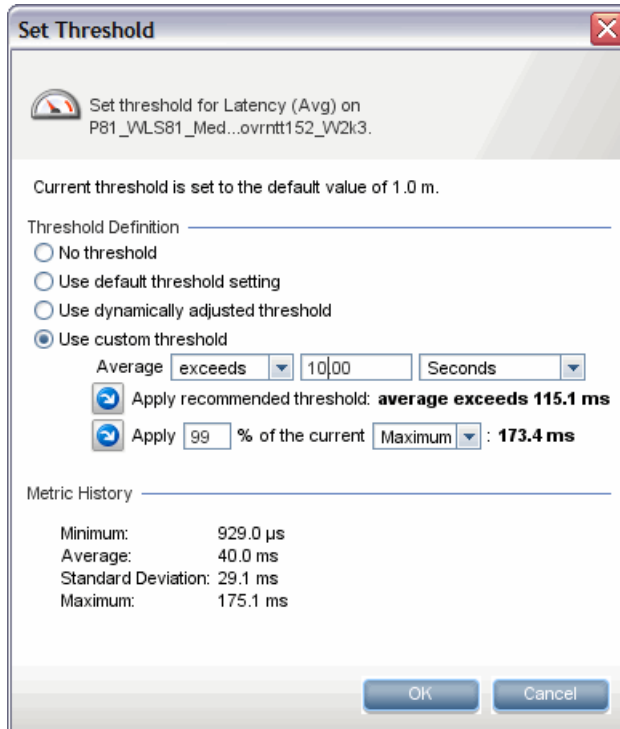 Set Threshold
Set threshold for Latency (Avg) on
P81_WLS81_Med...ovrntt152_W2k3.
Current threshold is set to the default value of 1.0 m.
Threshold Definition
No threshold
Use default threshold setting
Use dynamically adjusted threshold
Use custom threshold
Average exceeds 10.00 Seconds
Apply recommended threshold: average exceeds 115.1 ms
Apply 99 % of the current Maximum : 173.4 ms
Metric History
Minimum: 929.0 µs
Average: 40.0 ms
Standard Deviation: 29.1 ms
Maximum: 175.1 ms
OK Cancel